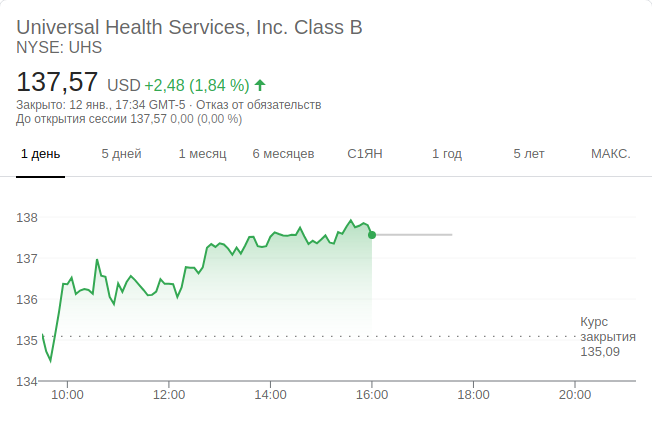 Universal Health Services, Inc. Class B
NYSE: UHS
137,57 USD +2,48 (1,84 %)
Закрыто: 12 янв., 17:34 GMT-5 · Отказ от обязательств
До открытия сессии 137,57 0,00 (0,00 %)
1 день 5 дней 1 месяц 6 месяцев С1ЯН 1 год 5 лет МАКС.
138
137
136
135
134
Курс
закрытия
135,09
10:00 12:00 14:00 16:00 18:00 20:00